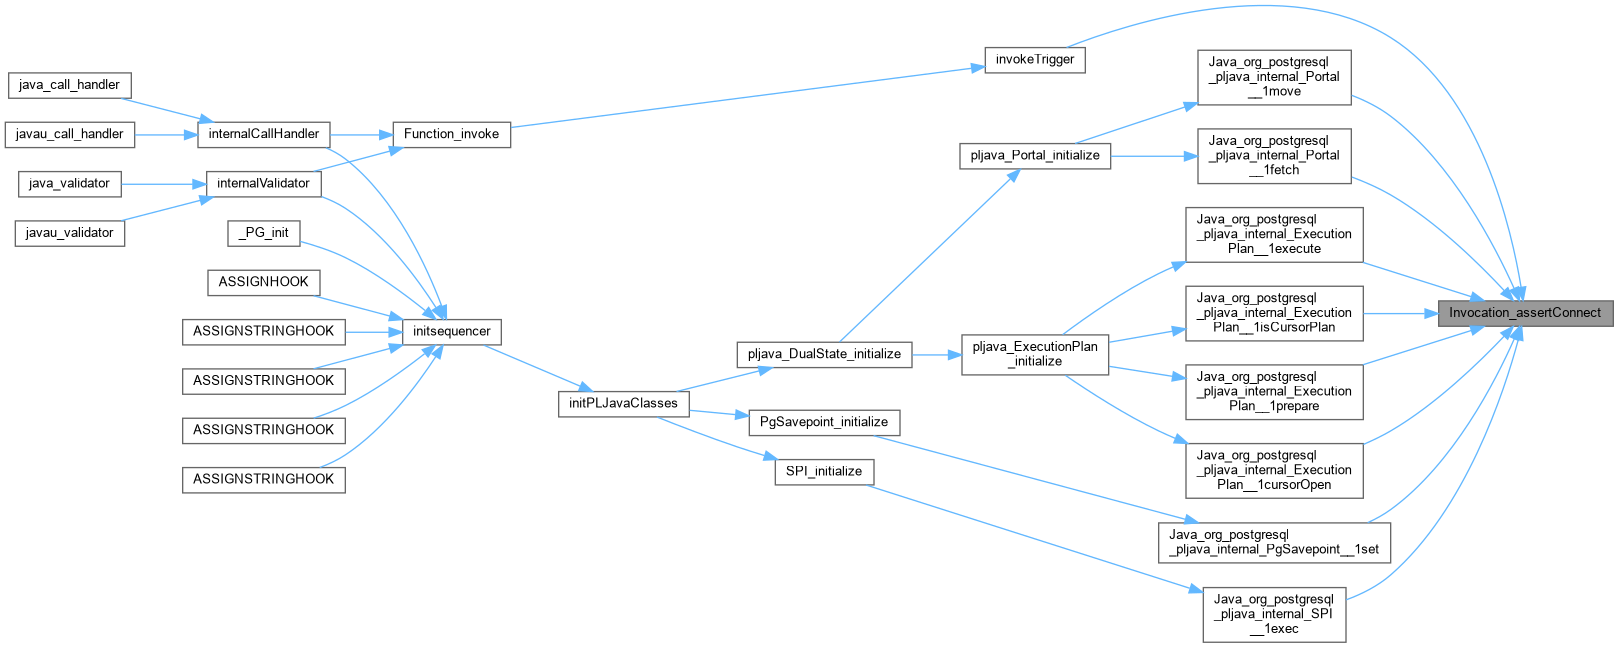 java_call_handler
javau_call_handler
java_validator
javau_validator
internalCallHandler
internalValidator
_PG_init
ASSIGNHOOK
ASSIGNSTRINGHOOK
ASSIGNSTRINGHOOK
ASSIGNSTRINGHOOK
ASSIGNSTRINGHOOK
Function_invoke
initsequencer
initPLJavaClasses
pljava_DualState_initialize
PgSavepoint_initialize
SPI_initialize
invokeTrigger
pljava_Portal_initialize
pljava_ExecutionPlan
_initialize
Java_org_postgresql
_pljava_internal_Portal
__1move
Java_org_postgresql
_pljava_internal_Portal
__1fetch
Java_org_postgresql
_pljava_internal_Execution
Plan__1execute
Java_org_postgresql
_pljava_internal_Execution
Plan__1isCursorPlan
Java_org_postgresql
_pljava_internal_Execution
Plan__1prepare
Java_org_postgresql
_pljava_internal_Execution
Plan__1cursorOpen
Java_org_postgresql
_pljava_internal_PgSavepoint__1set
Java_org_postgresql
_pljava_internal_SPI
__1exec
Invocation_assertConnect